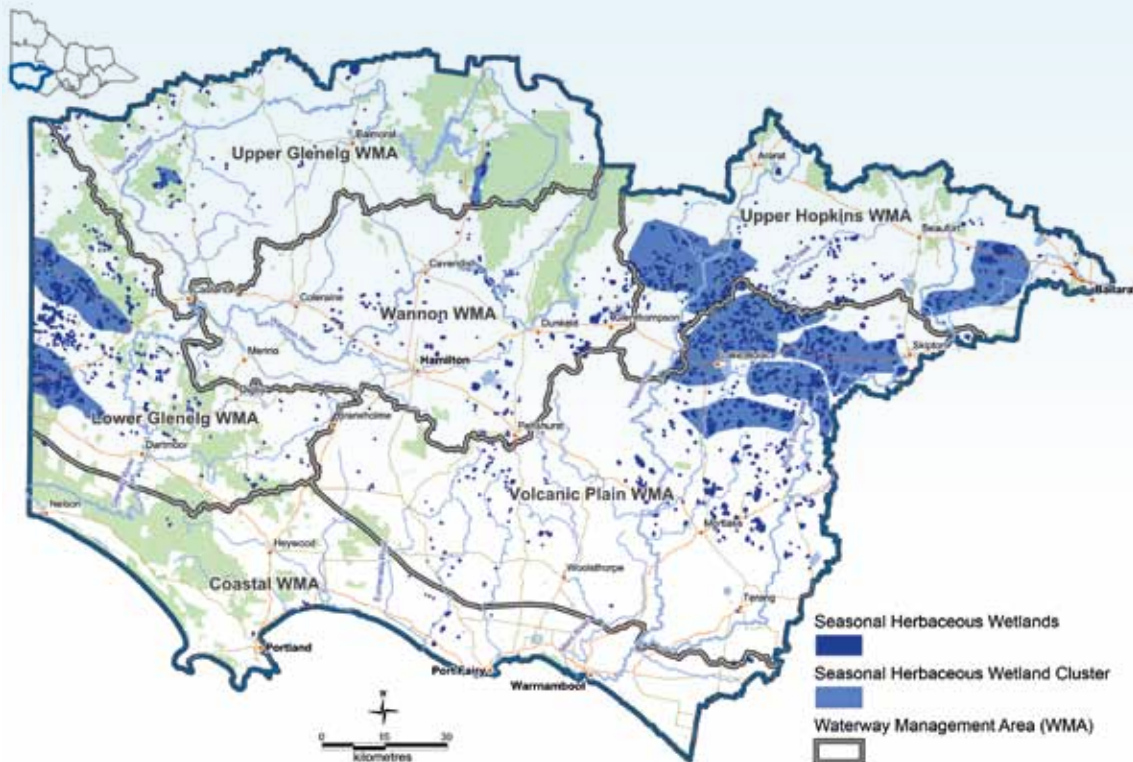 Balmoral
Upper Glenelg WMA
Ararat
Upper Hopkins WMA
Beaufort
Cavendish
Coleraine
Wannon WMA
Dunkeld
Glenthompson
Skipton
Merino
Hamilton
Lower Glenelg WMA
Branxholme
Penshurst
Dartmoor
Volcanic Plain WMA
Nelson
Mortlake
Heywood
Woolsthorpe
Coastal WMA
Terang
Portland
Port Fairy
Warrnambool
Seasonal Herbaceous Wetlands
Seasonal Herbaceous Wetland Cluster
Waterway Management Area (WMA)
N
0 15 30
kilometres